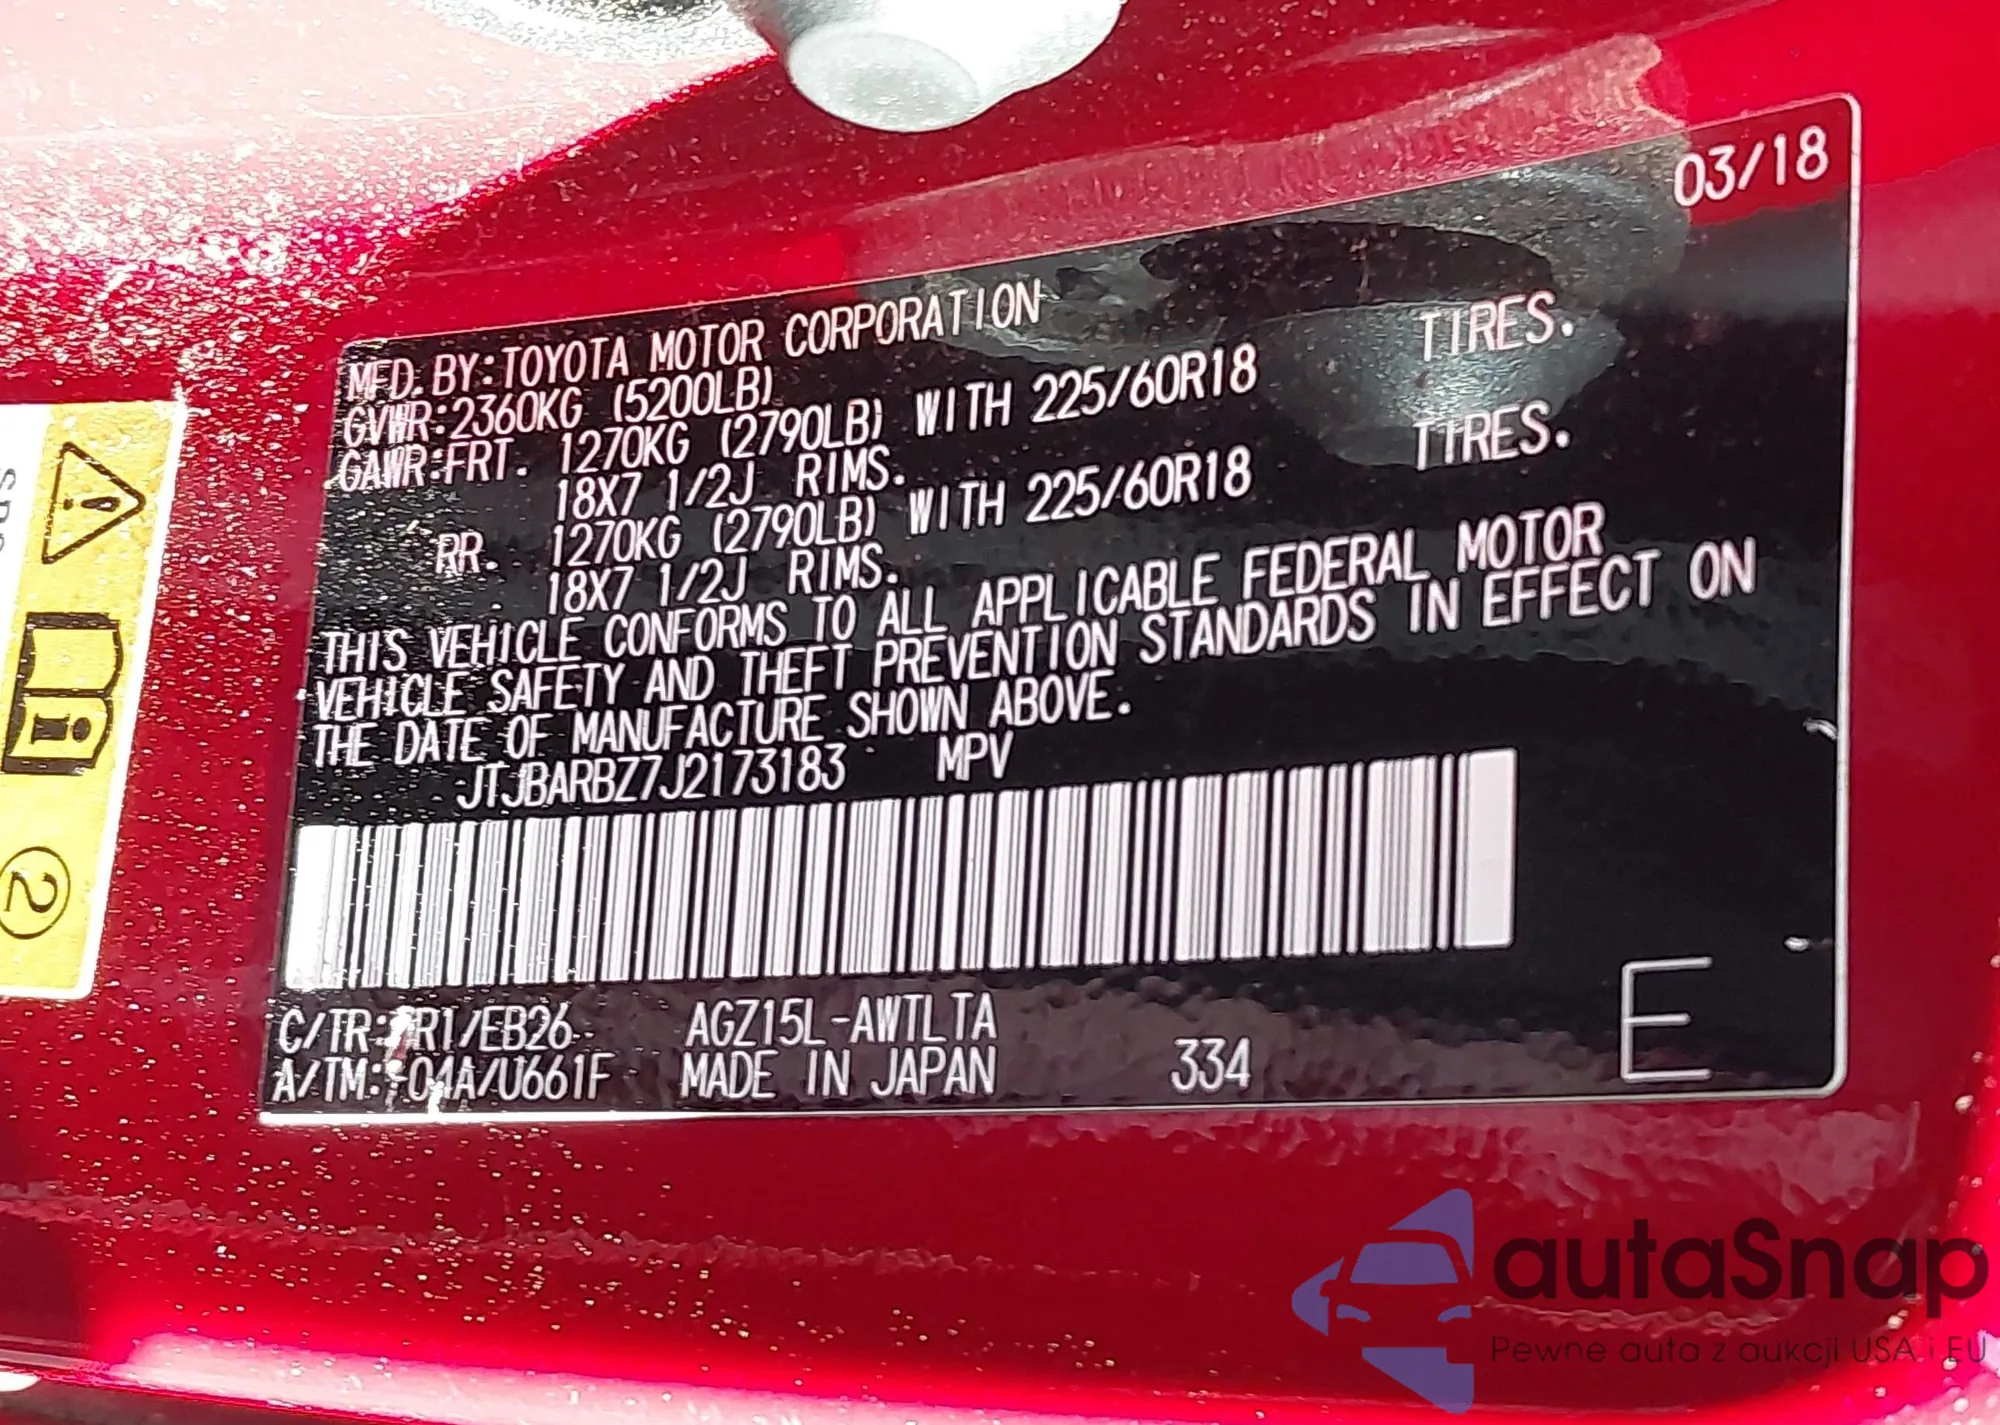 03/18
MFD. BY:TOYOTA MOTOR CORPORATION
GVWR:2360KG (5200LB)
GAWR:FRT. 1270KG (2790LB) WITH 225/60R18 TIRES.
18X7 1/2J RIMS.
RR. 1270KG (2790LB) WITH 225/60R18 TIRES.
18X7 1/2J RIMS.
THIS VEHICLE CONFORMS TO ALL APPLICABLE FEDERAL MOTOR
VEHICLE SAFETY AND THEFT PREVENTION STANDARDS IN EFFECT ON
THE DATE OF MANUFACTURE SHOWN ABOVE.
JTJBARBZ7J2173183 MPV
C/TR: /EB26 AGZ15L-AWTLTA
A/TM: /U661F MADE IN JAPAN 334
E
2
autaSnap
Pewne auta z aukcji USA i EU